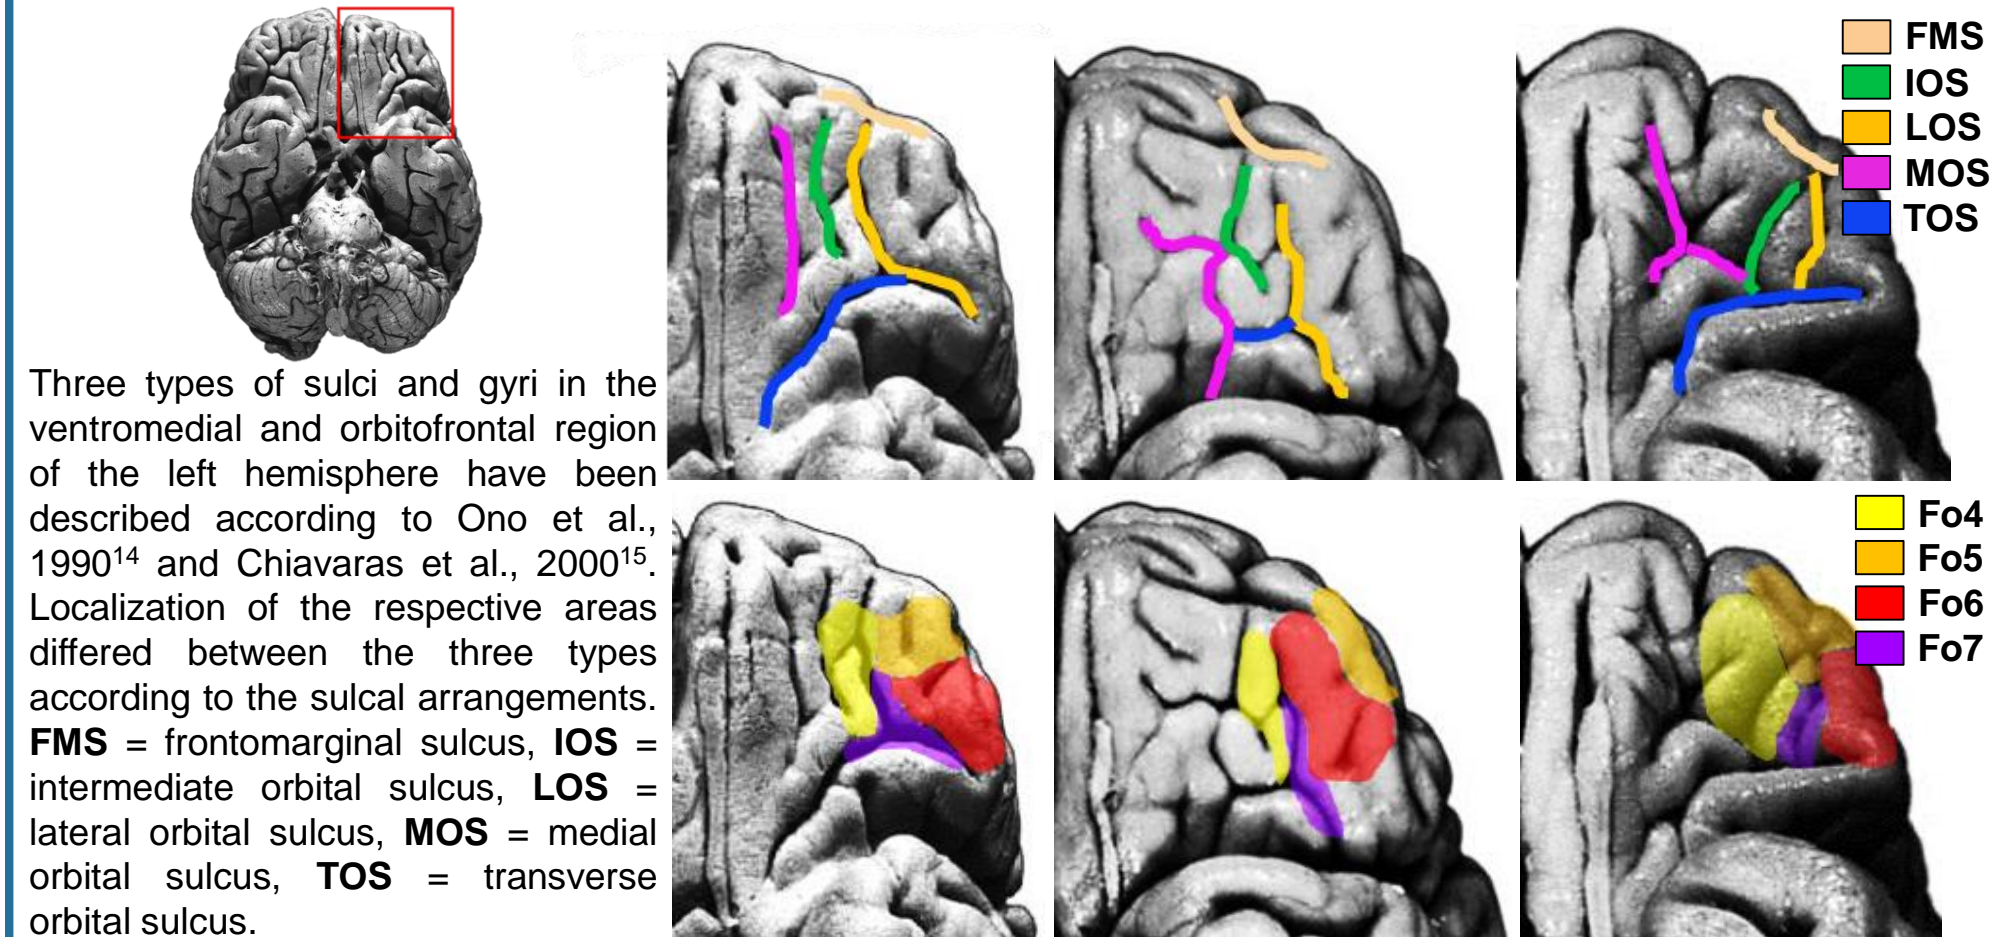 Three types of sulci and gyri in the
ventromedial and orbitofrontal region
of the left hemisphere have been
described according to Ono et al.,
1990¹⁴ and Chiavaras et al., 2000¹⁵.
Localization of the respective areas
differed between the three types
according to the sulcal arrangements.
FMS = frontomarginal sulcus, IOS =
intermediate orbital sulcus, LOS =
lateral orbital sulcus, MOS = medial
orbital sulcus, TOS = transverse
orbital sulcus.
FMS
IOS
LOS
MOS
TOS
Fo4
Fo5
Fo6
Fo7